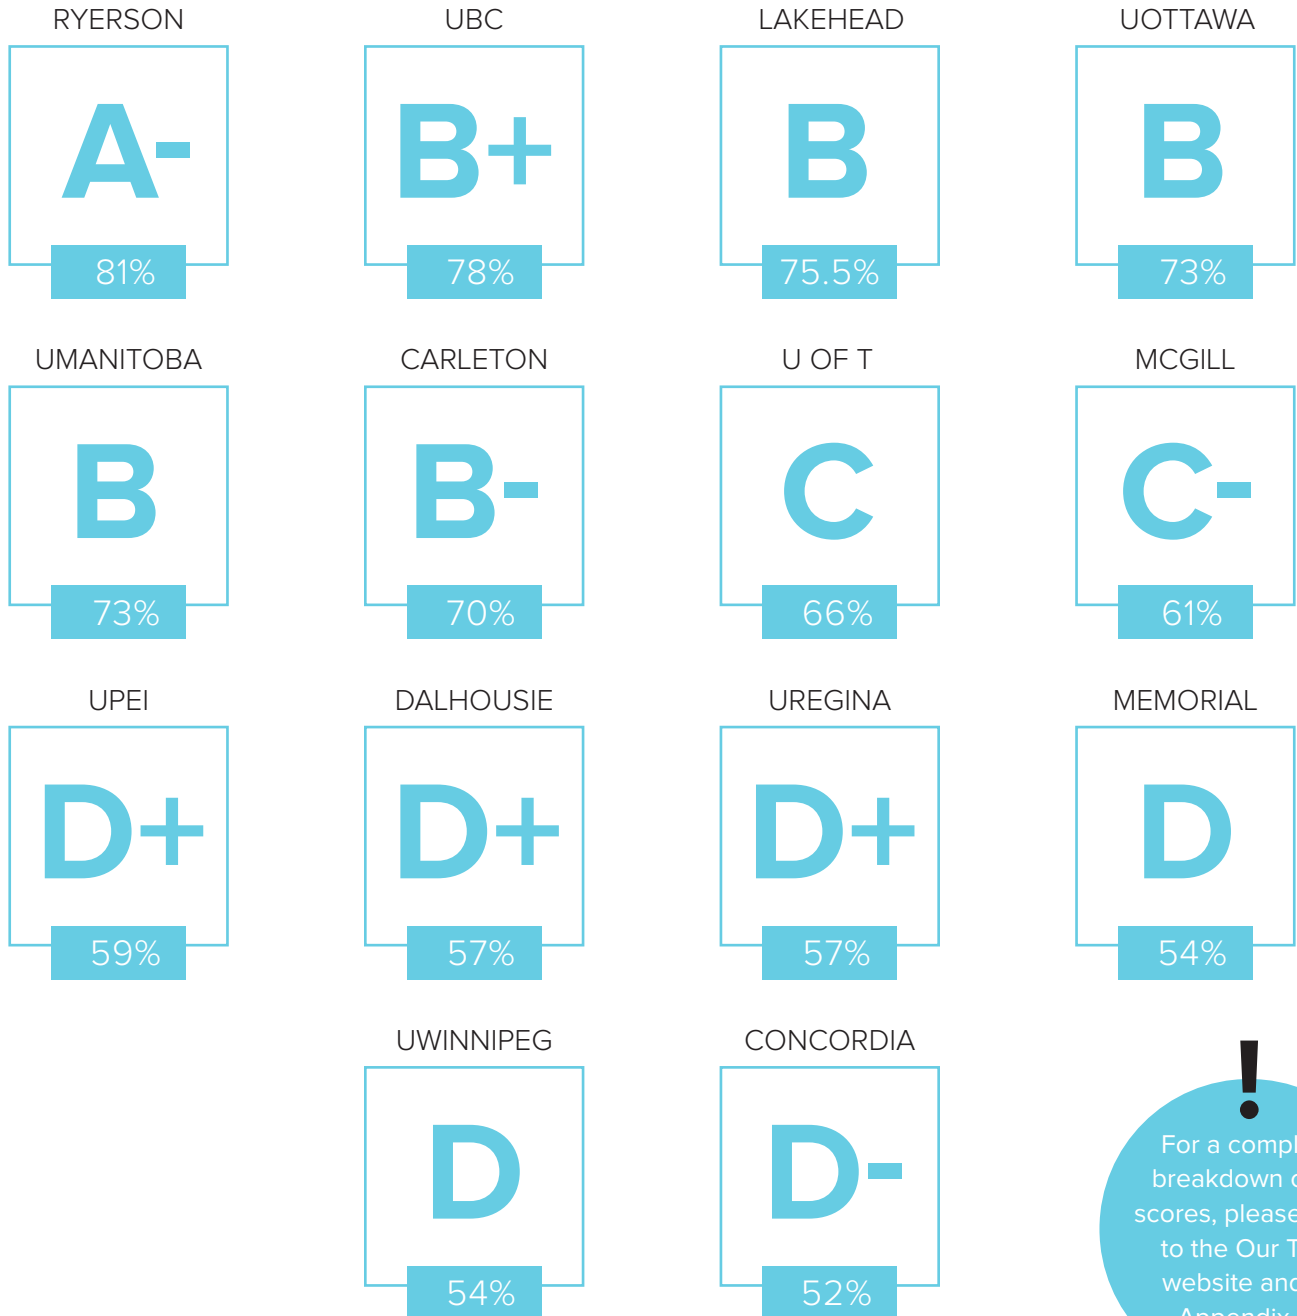 RYERSON
UBC
LAKEHEAD
UOTTAWA
A-
B+
B
B
81%
78%
75.5%
73%
UMANITOBA
CARLETON
U OF T
MCGILL
B
B-
C
C-
73%
70%
66%
61%
UPEI
DALHOUSIE
UREGINA
MEMORIAL
D+
D+
D+
D
59%
57%
57%
54%
UWINNIPEG
CONCORDIA
D
D-
54%
52%
!
For a
breakdown
scores, please
to the Our
website and
Appendix